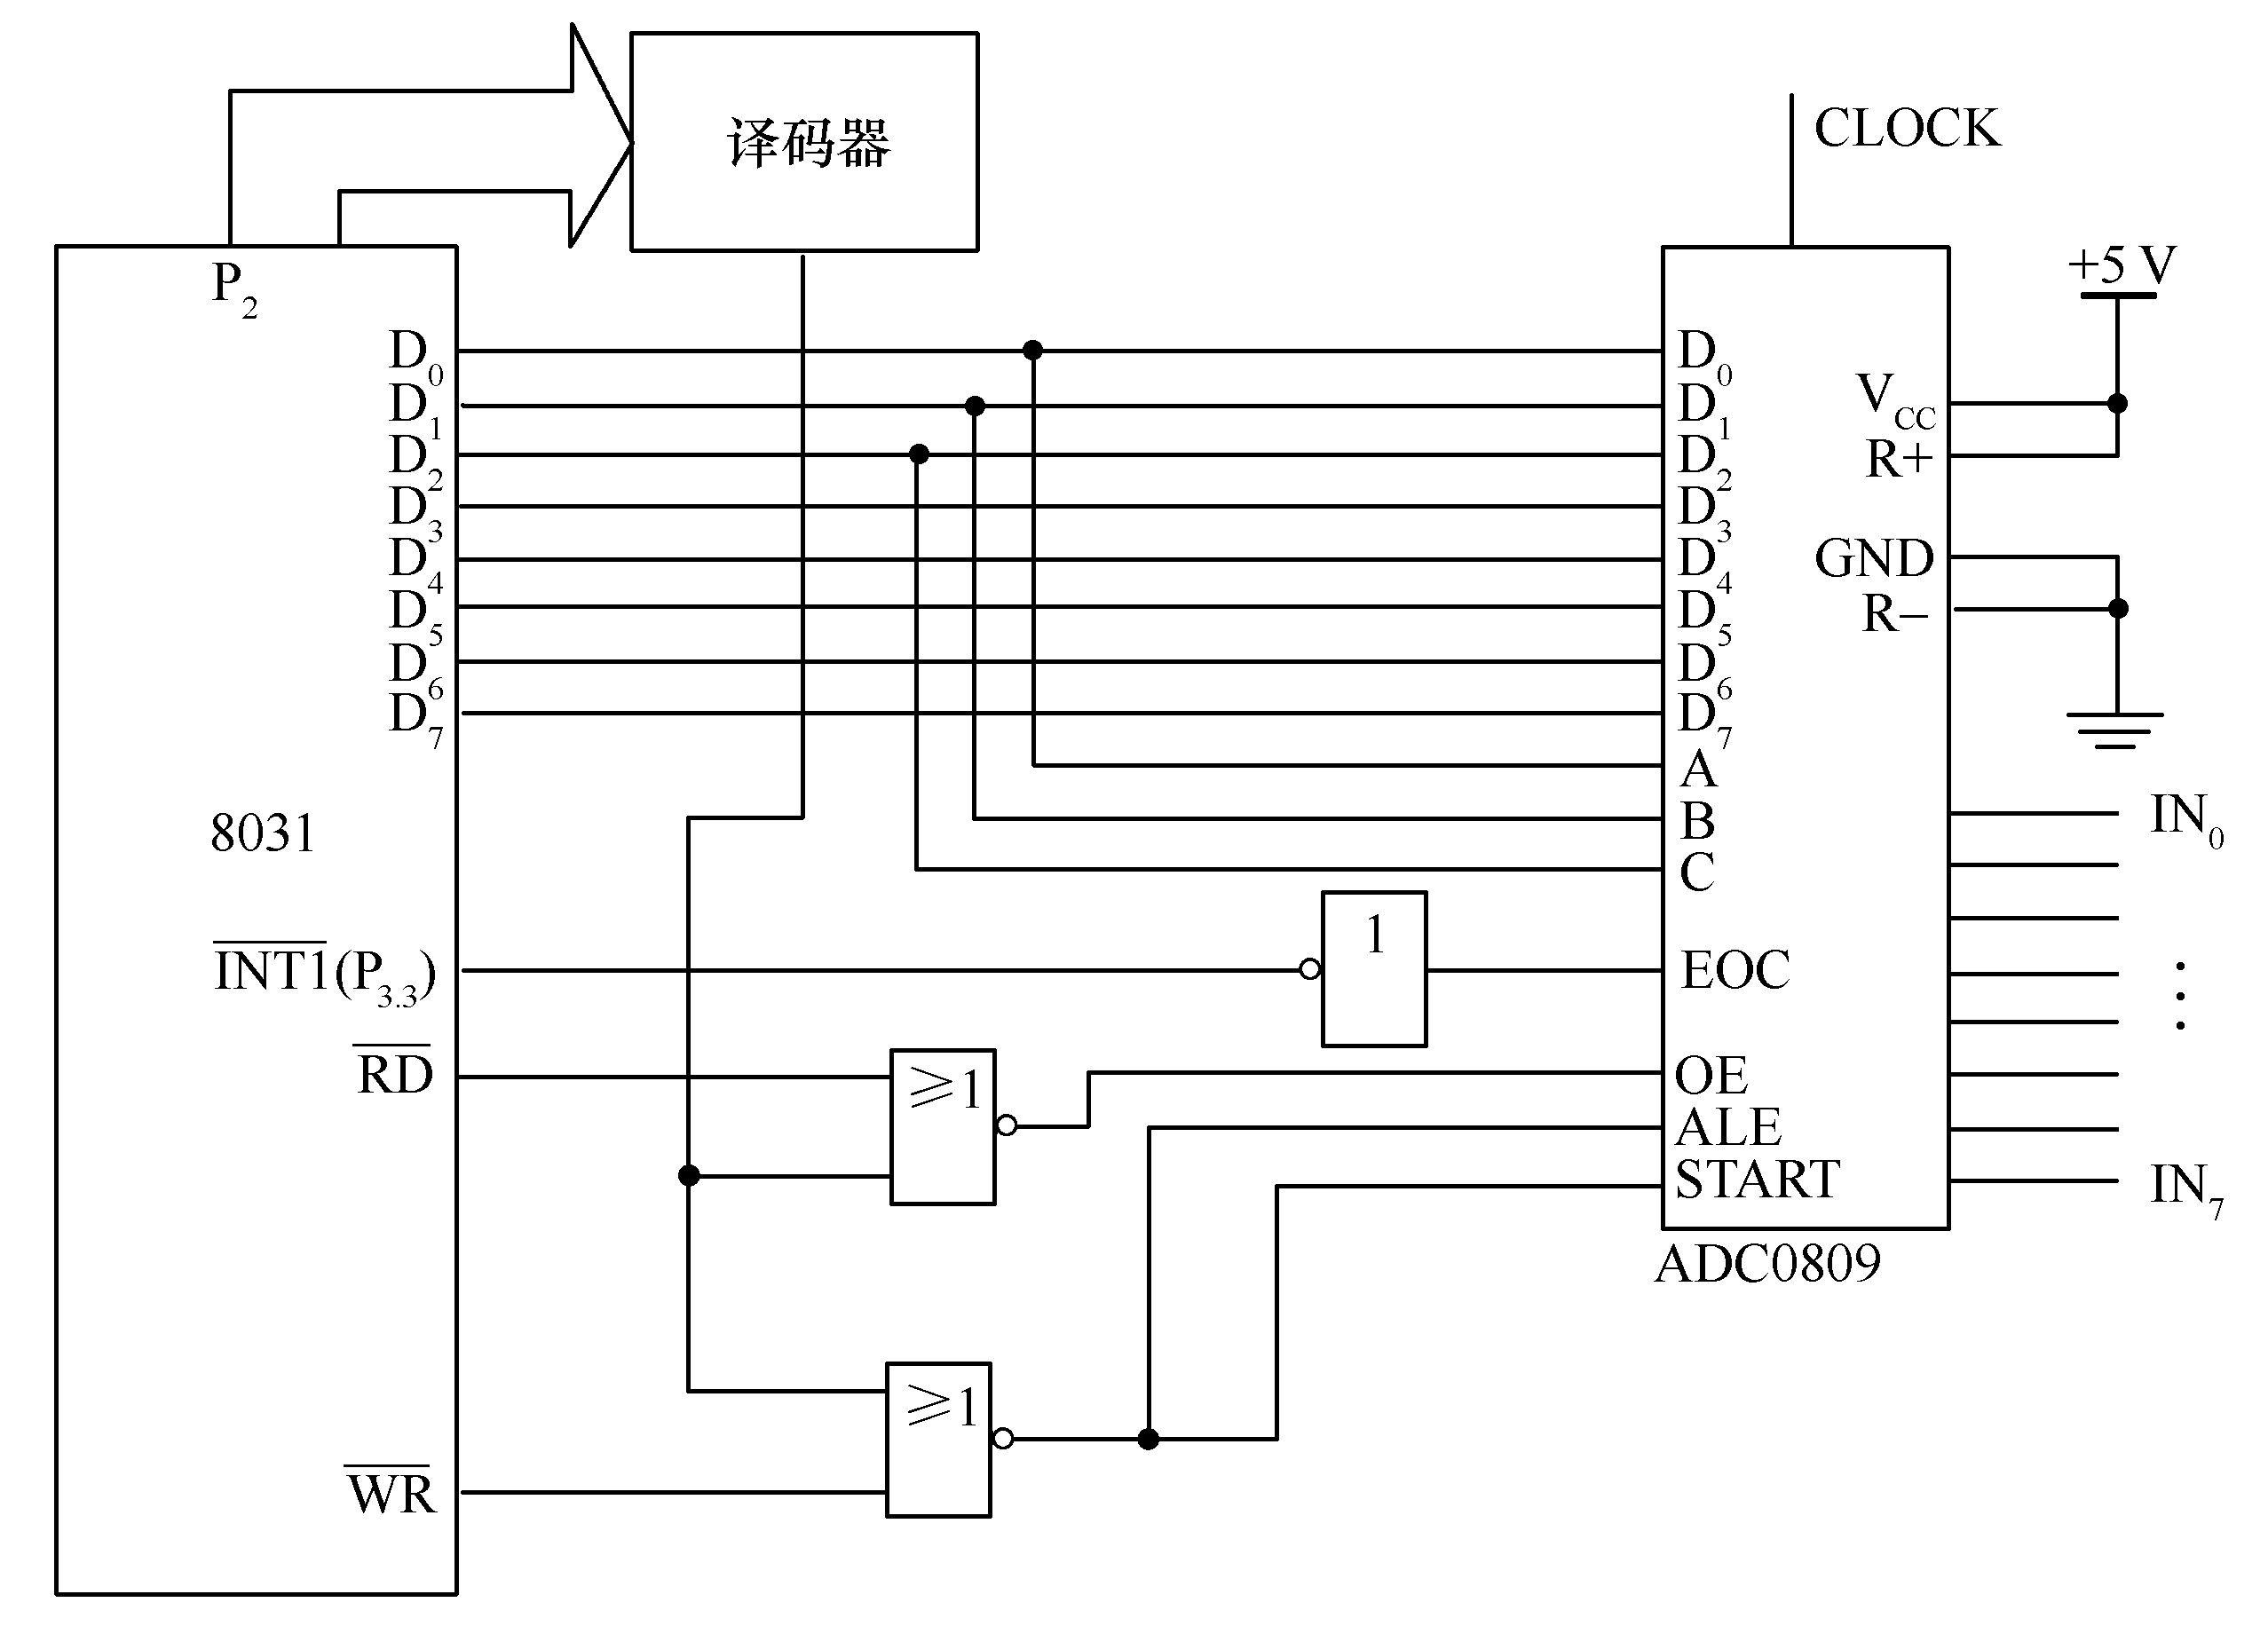 译码器
CLOCK
+5 V
P2
D0
D1
D2
D3
D4
D5
D6
D7
8031
INT1(P3.3)
RD
WR
1
≥1
≥1
D0
D1
D2
D3
D4
D5
D6
D7
A
B
C
EOC
OE
ALE
START
VCC
R+
GND
R−
IN0
⋮
IN7
ADC0809